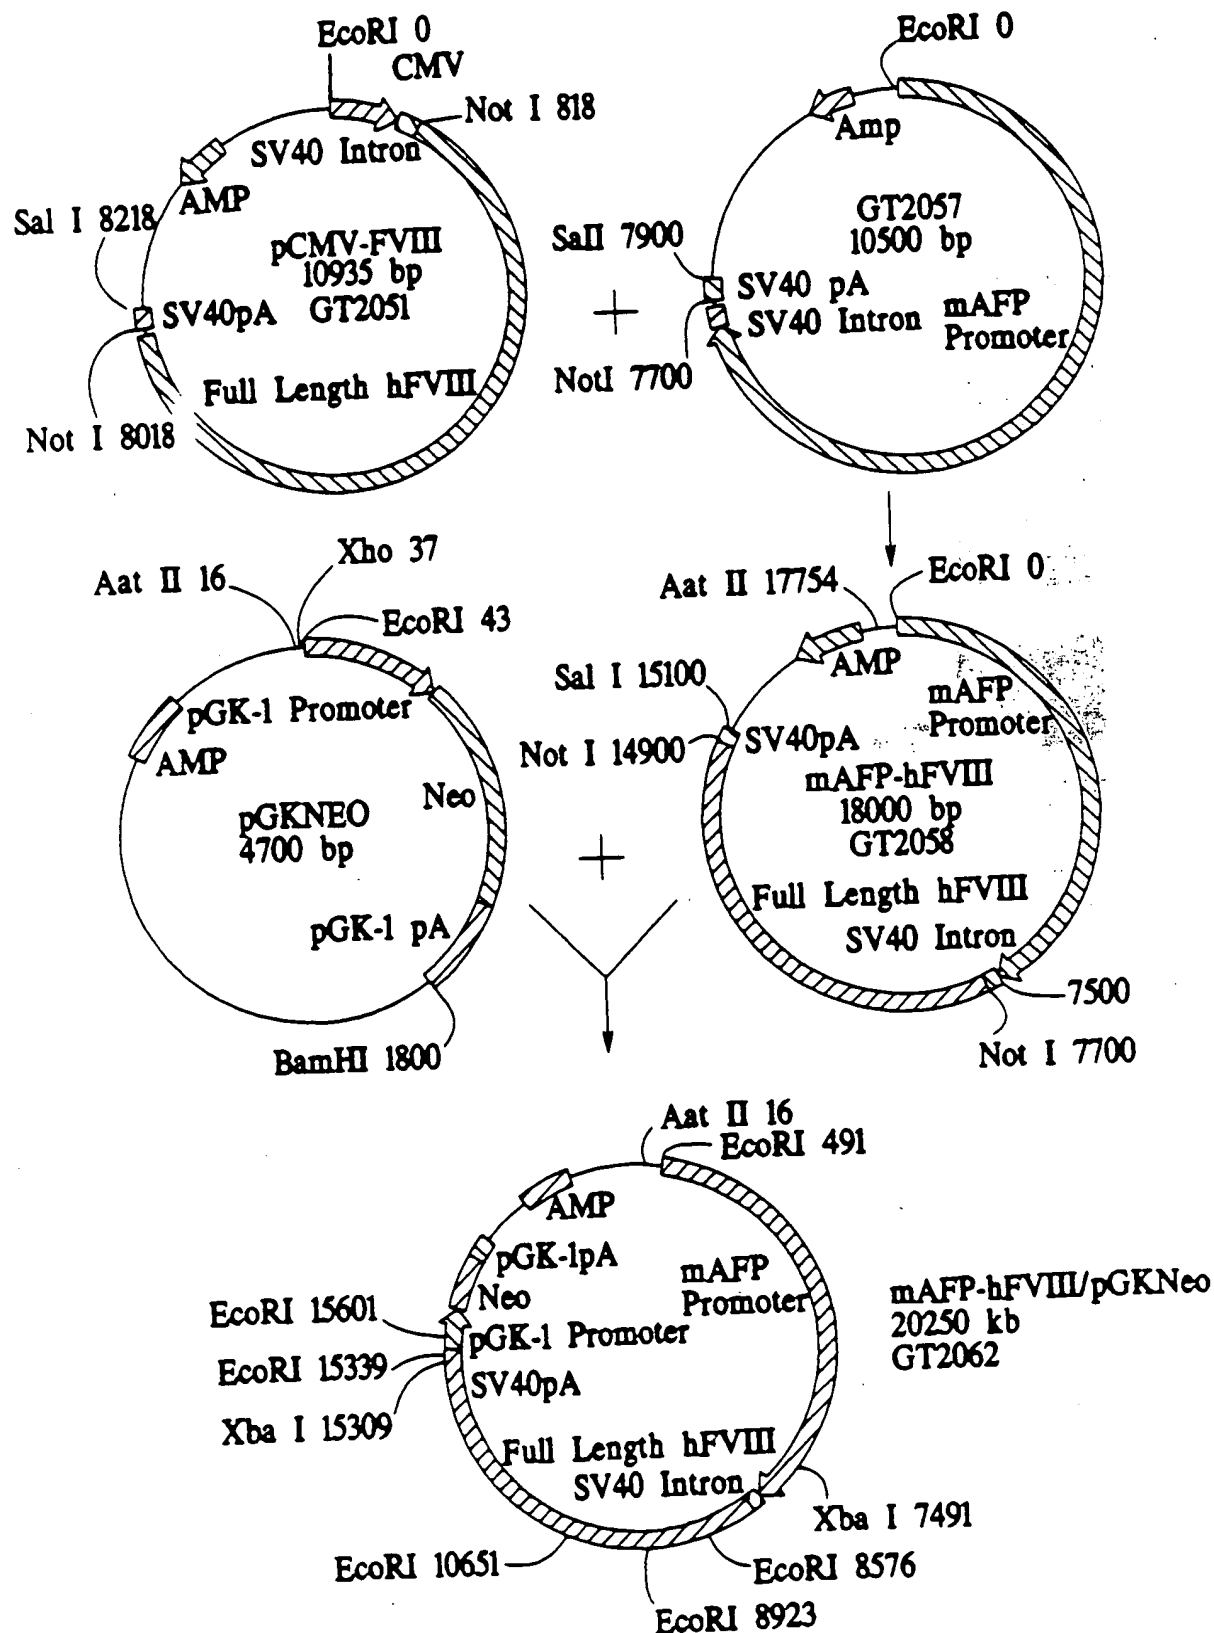 EcoRI 0
CMV
Not I 818
SV40 Intron
AMP
Sal I 8218
pCMV-FVIII
10935 bp
GT2051
SV40pA
Full Length hFVIII
Not I 8018
+
EcoRI 0
Amp
GT2057
10500 bp
SalI 7900
SV40 pA
SV40 Intron
mAFP
Promoter
NotI 7700
Aat II 16
Xho 37
EcoRI 43
pGK-1 Promoter
AMP
Neo
pGKNEO
4700 bp
pGK-1 pA
BamHI 1800
+
Aat II 17754
EcoRI 0
AMP
Sal I 15100
mAFP
Promoter
Not I 14900
SV40pA
mAFP-hFVIII
18000 bp
GT2058
Full Length hFVIII
SV40 Intron
7500
Not I 7700
Aat II 16
EcoRI 491
AMP
pGK-1pA
mAFP
Promoter
Neo
EcoRI 15601
pGK-1 Promoter
EcoRI 15339
SV40pA
Xba I 15309
Full Length hFVIII
SV40 Intron
Xba I 7491
EcoRI 10651
EcoRI 8576
EcoRI 8923
mAFP-hFVIII/pGKNeo
20250 kb
GT2062